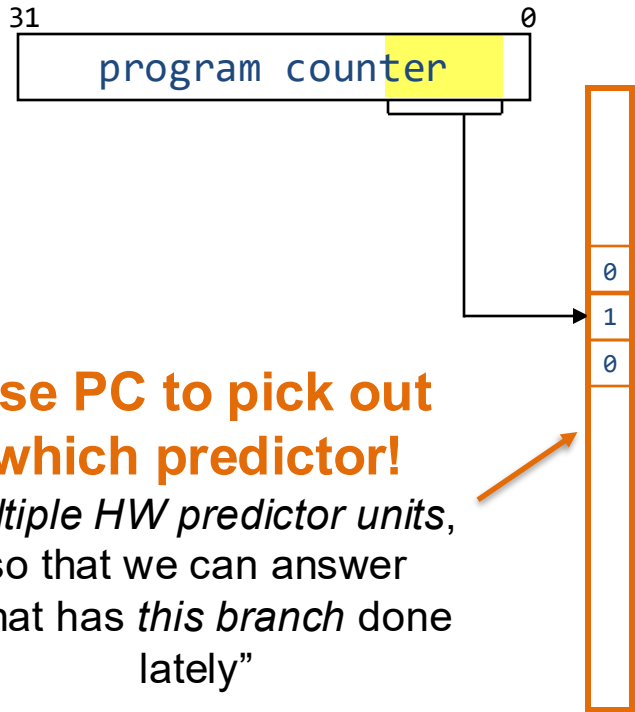 31 0
program counter
0
1
0
se PC to pick out
which predictor!
ltiple HW predictor units,
so that we can answer
hat has this branch done
lately”